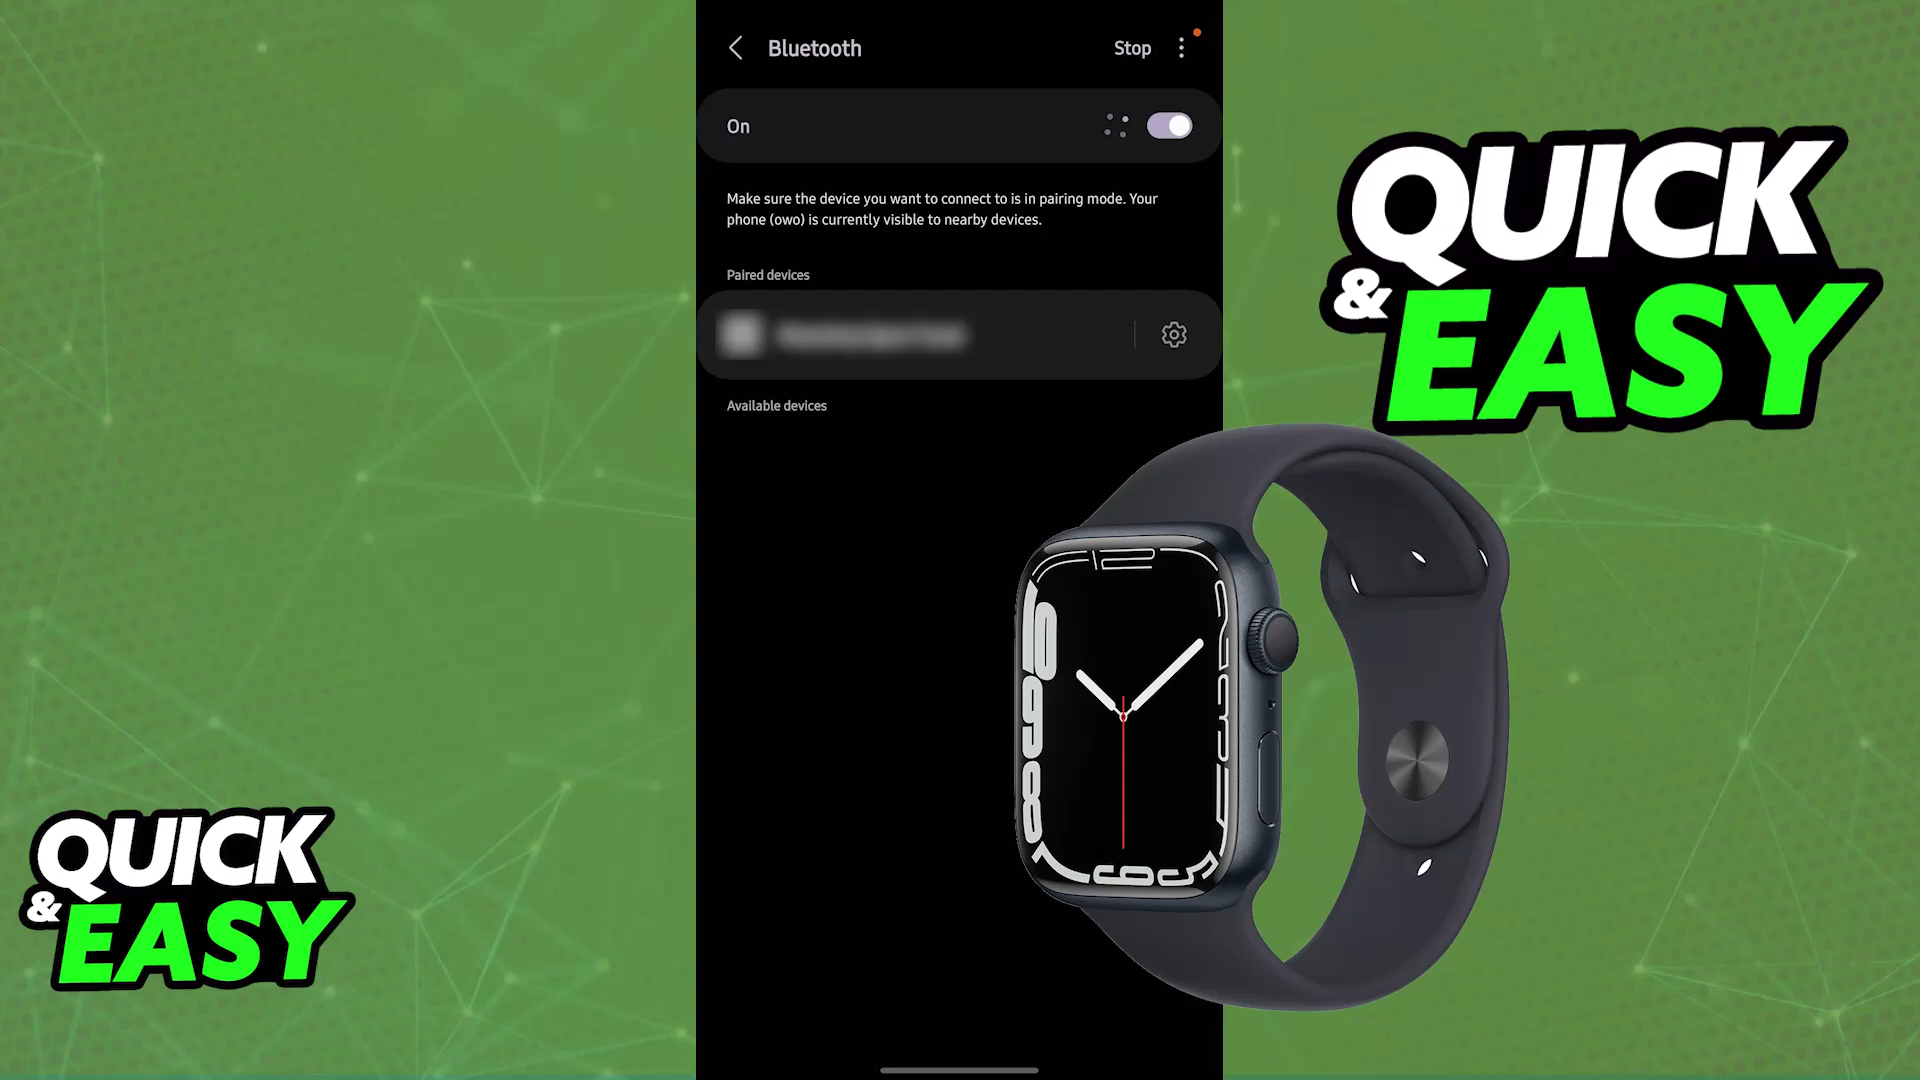 Bluetooth
Stop
On
Make sure the device you want to connect to is in pairing mode. Your
phone (owo) is currently visible to nearby devices.
Paired devices
Available devices
QUICK
& EASY
QUICK
& EASY